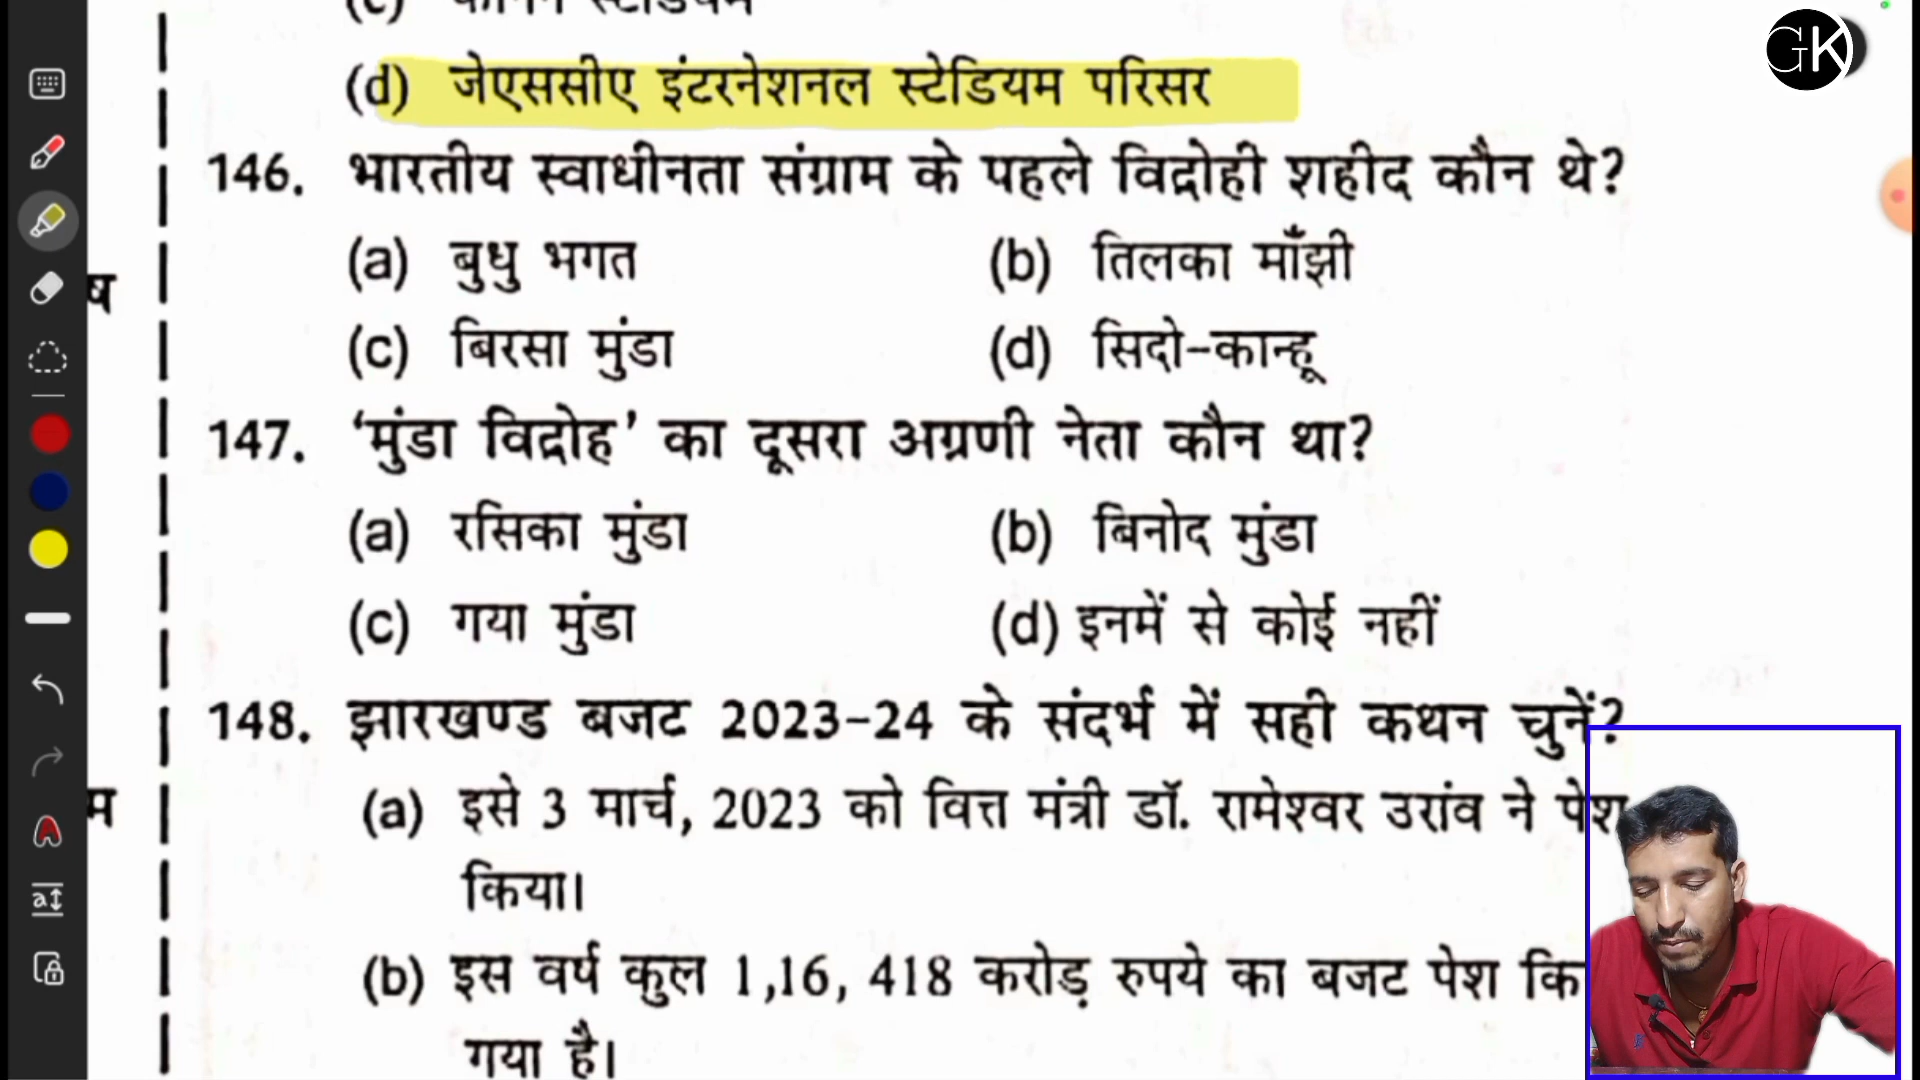 (d) जेएससीए इंटरनेशनल स्टेडियम परिसर
146. भारतीय स्वाधीनता संग्राम के पहले विद्रोही शहीद कौन थे?
(a) बुधु भगत (b) तिलका माँझी
(c) बिरसा मुंडा (d) सिदो-कान्हू
147. ‘मुंडा विद्रोह’ का दूसरा अग्रणी नेता कौन था?
(a) रसिका मुंडा (b) बिनोद मुंडा
(c) गया मुंडा (d) इनमें से कोई नहीं
148. झारखण्ड बजट 2023-24 के संदर्भ में सही कथन चुनें?
(a) इसे 3 मार्च, 2023 को वित्त मंत्री डॉ. रामेश्वर उरांव ने पेश
किया।
(b) इस वर्ष कुल 1,16, 418 करोड़ रुपये का बजट पेश कि
गया है।
GK